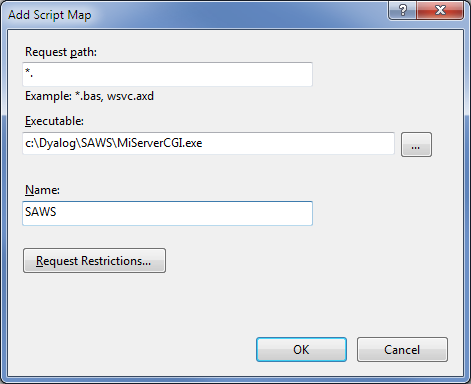 Add Script Map
?
Request path:
*.
Example: *.bas, wsvc.axd
Executable:
c:\Dyalog\SAWS\MiServerCGI.exe
...
Name:
SAWS
Request Restrictions...
OK Cancel